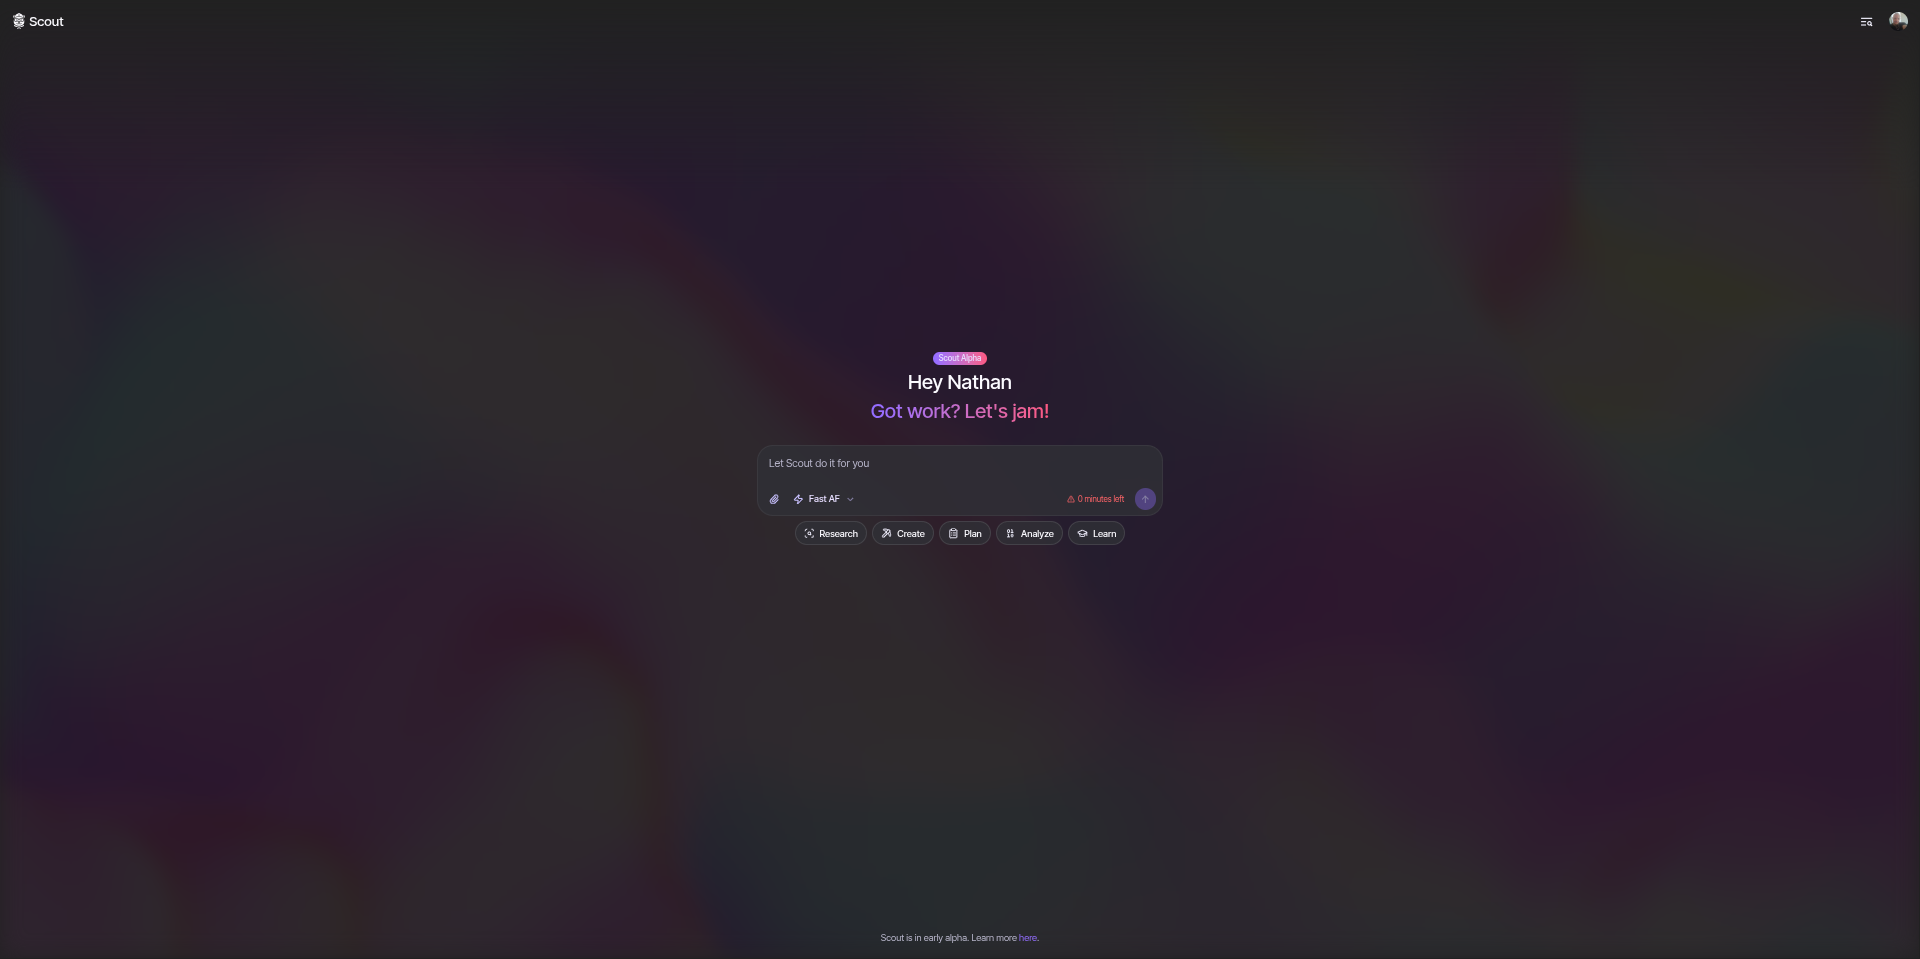 Scout
Scout Alpha
Hey Nathan
Got work? Let's jam!
Let Scout do it for you
Fast AF
0 minutes left
Research
Create
Plan
Analyze
Learn
Scout is in early alpha. Learn more here.